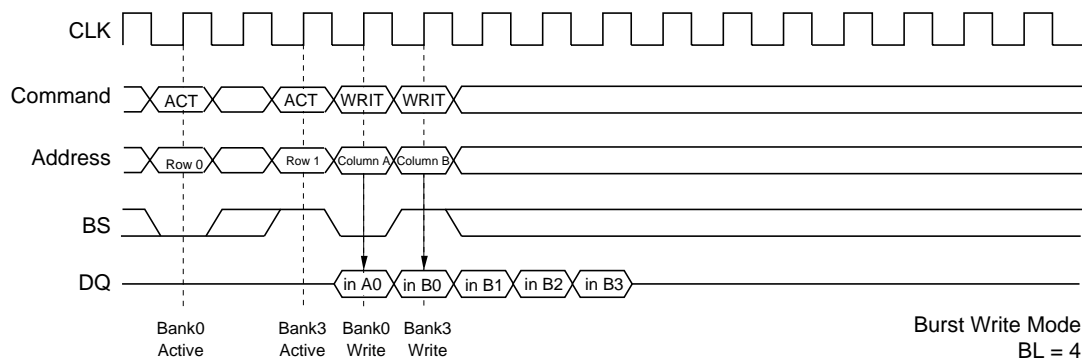 CLK
Command ACT ACT WRIT WRIT
Address Row 0 Row 1 Column A Column B
BS
DQ in A0 in B0 in B1 in B2 in B3
Bank0 Bank3 Bank0 Bank3
Active Active Write Write
Burst Write Mode
BL = 4